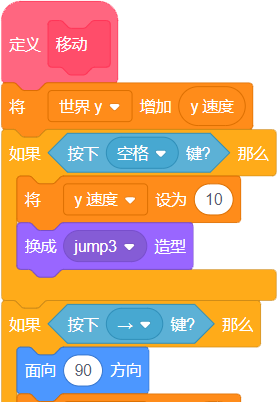 定义 移动
将 世界 y 增加 y 速度
如果 按下 空格 键? 那么
将 y 速度 设为 10
换成 jump3 造型
如果 按下 → 键? 那么
面向 90 方向